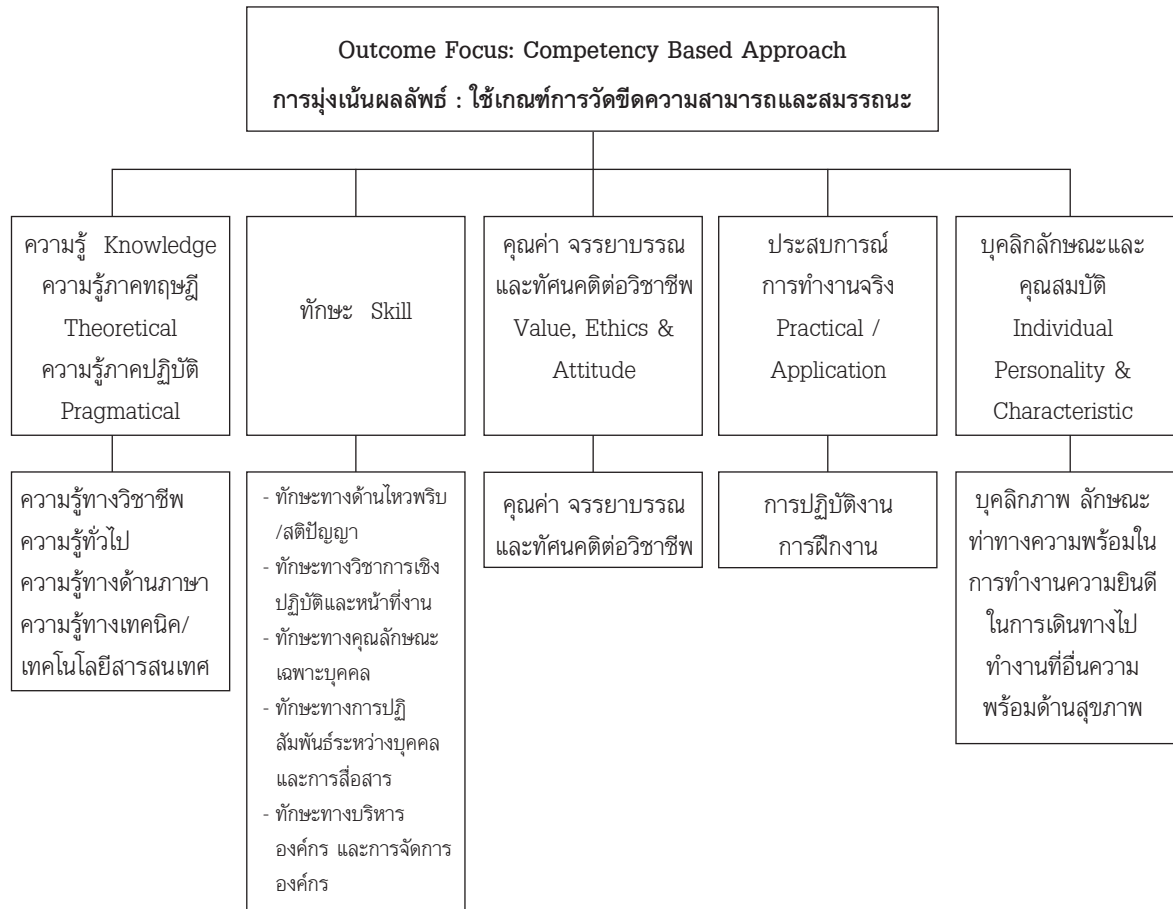 Outcome Focus: Competency Based Approach
การมุ่งเน้นผลลัพธ์ : ใช้เกณฑ์การวัดขีดความสามารถและสมรรถนะ
ความรู้ Knowledge
ความรู้ภาคทฤษฎี
Theoretical
ความรู้ภาคปฏิบัติ
Pragmatical
ทักษะ Skill
คุณค่า จรรยาบรรณ
และทัศนคติต่อวิชาชีพ
Value, Ethics &
Attitude
ประสบการณ์
การทำงานจริง
Practical /
Application
บุคลิกลักษณะและ
คุณสมบัติ
Individual
Personality &
Characteristic
ความรู้ทางวิชาชีพ
ความรู้ทั่วไป
ความรู้ทางด้านภาษา
ความรู้ทางเทคนิค/
เทคโนโลยีสารสนเทศ
- ทักษะทางด้านไหวพริบ
/สติปัญญา
- ทักษะทางวิชาการเชิง
ปฏิบัติและหน้าที่งาน
- ทักษะทางคุณลักษณะ
เฉพาะบุคคล
- ทักษะทางการปฏิ
สัมพันธ์ระหว่างบุคคล
และการสื่อสาร
- ทักษะทางบริหาร
องค์กร และการจัดการ
องค์กร
คุณค่า จรรยาบรรณ
และทัศนคติต่อวิชาชีพ
การปฏิบัติงาน
การฝึกงาน
บุคลิกภาพ ลักษณะ
ท่าทางความพร้อมใน
การทำงานความยินดี
ในการเดินทางไป
ทำงานที่อื่นความ
พร้อมด้านสุขภาพ